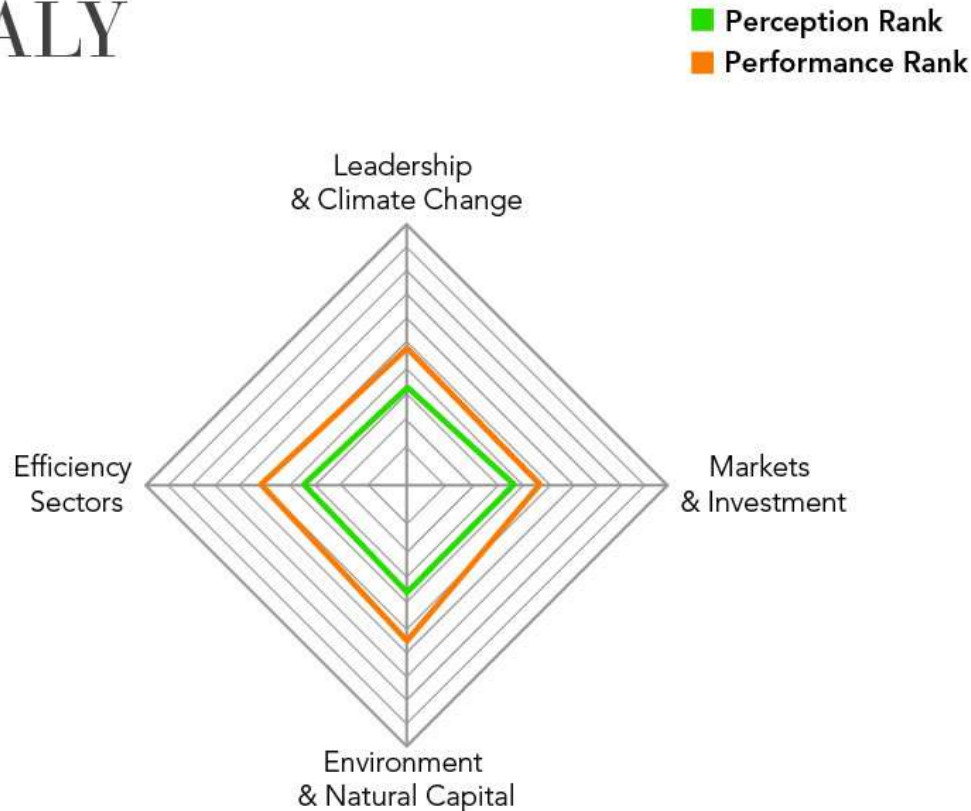 ALY
Perception Rank
Performance Rank
Leadership
& Climate Change
Efficiency
Sectors
Markets
& Investment
Environment
& Natural Capital